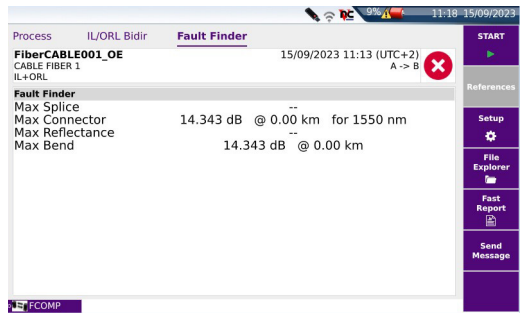 9% 11:18 15/09/2023
Process IL/ORL Bidir Fault Finder
START
FiberCABLE001_OE 15/09/2023 11:13 (UTC+2)
CABLE FIBER 1 A -> B
IL+ORL
References
Fault Finder
Max Splice --
Max Connector 14.343 dB @ 0.00 km for 1550 nm
Max Reflectance --
Max Bend 14.343 dB @ 0.00 km
Setup
File
Explorer
Fast
Report
Send
Message
FCOMP